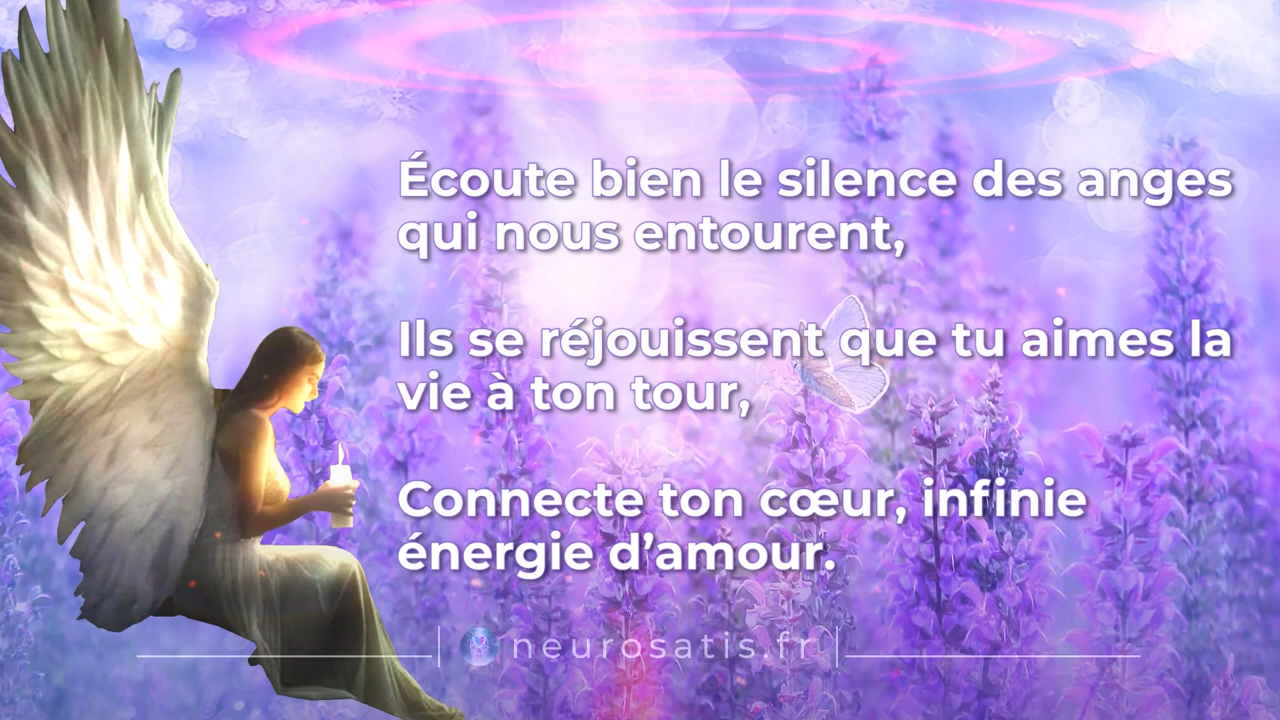 Écoute bien le silence des anges
qui nous entourent,
Ils se réjouissent que tu aimes la
vie à ton tour,
Connecte ton cœur, infinie
énergie d’amour.
neurosatis.fr